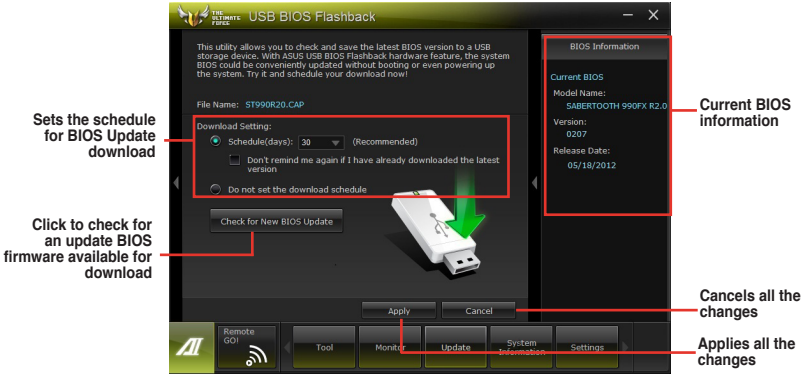 THE
ULTIMATE
FORCE
USB BIOS Flashback
This utility allows you to check and save the latest BIOS version to a USB
storage device. With ASUS USB BIOS Flashback hardware feature, the system
BIOS could be conveniently updated without booting or even powering up
the system. Try it and schedule your download now!
File Name: ST990R20.CAP
Download Setting:
Schedule(days): 30 (Recommended)
Don't remind me again if I have already downloaded the latest
version
Do not set the download schedule
Check for New BIOS Update
Apply
Cancel
BIOS Information
Current BIOS
Model Name:
SABERTOOTH 990FX R2.0
Version:
0207
Release Date:
05/18/2012
Remote
GO!
Tool
Monitor
Update
System
Information
Settings
Sets the schedule
for BIOS Update
download
Click to check for
an update BIOS
firmware available for
download
Current BIOS
information
Cancels all the
changes
Applies all the
changes